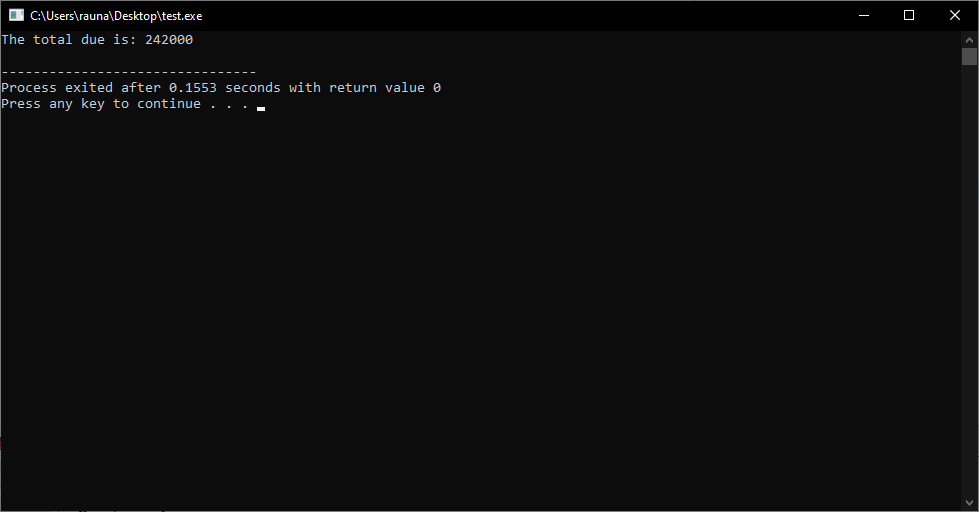 C:\Users\rauna\Desktop\test.exe
The total due is: 242000
--------------------------------
Process exited after 0.1553 seconds with return value 0
Press any key to continue . . .